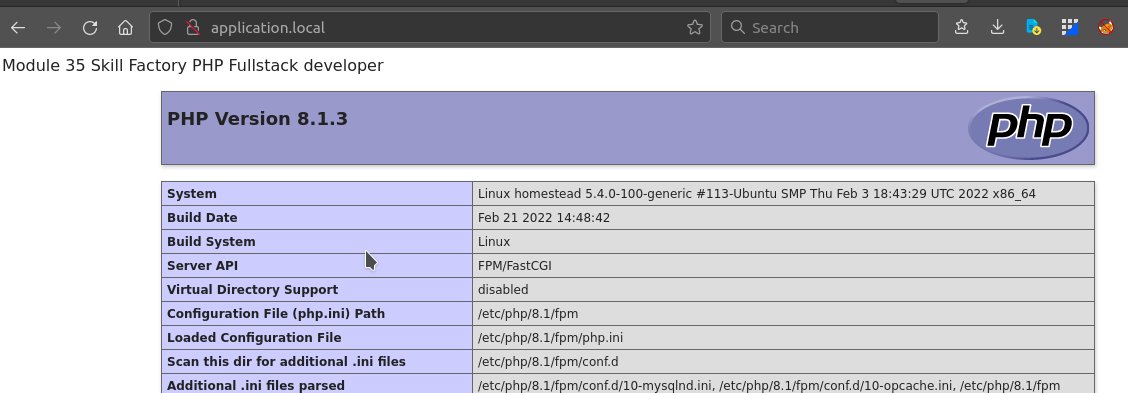 application.local
Search
Module 35 Skill Factory PHP Fullstack developer
PHP Version 8.1.3
php
System Linux homestead 5.4.0-100-generic #113-Ubuntu SMP Thu Feb 3 18:43:29 UTC 2022 x86_64
Build Date Feb 21 2022 14:48:42
Build System Linux
Server API FPM/FastCGI
Virtual Directory Support disabled
Configuration File (php.ini) Path /etc/php/8.1/fpm
Loaded Configuration File /etc/php/8.1/fpm/php.ini
Scan this dir for additional .ini files /etc/php/8.1/fpm/conf.d
Additional .ini files parsed /etc/php/8.1/fpm/conf.d/10-mysqlnd.ini, /etc/php/8.1/fpm/conf.d/10-opcache.ini, /etc/php/8.1/fpm